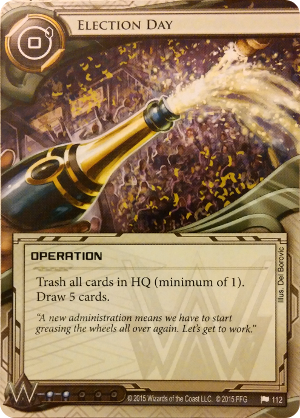 ELECTION DAY
0
OPERATION
Trash all cards in HQ (minimum of 1).
Draw 5 cards.
"A new administration means we have to start
greasing the wheels all over again. Let's get to work."
Illus. Del Borovic
© 2015 Wizards of the Coast LLC. © 2015 FFG
112